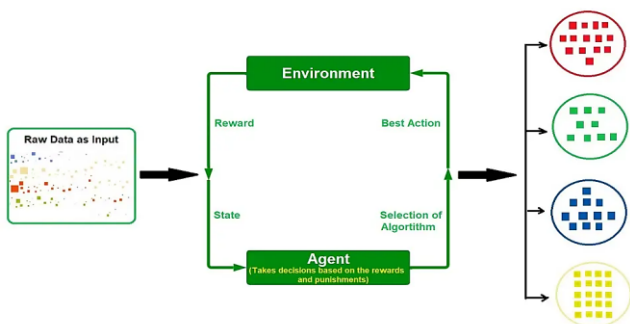 Environment
Reward
Best Action
Raw Data as Input
State
Selection of
Algortithm
Agent
(Takes decisions based on the rewards
and punishments)